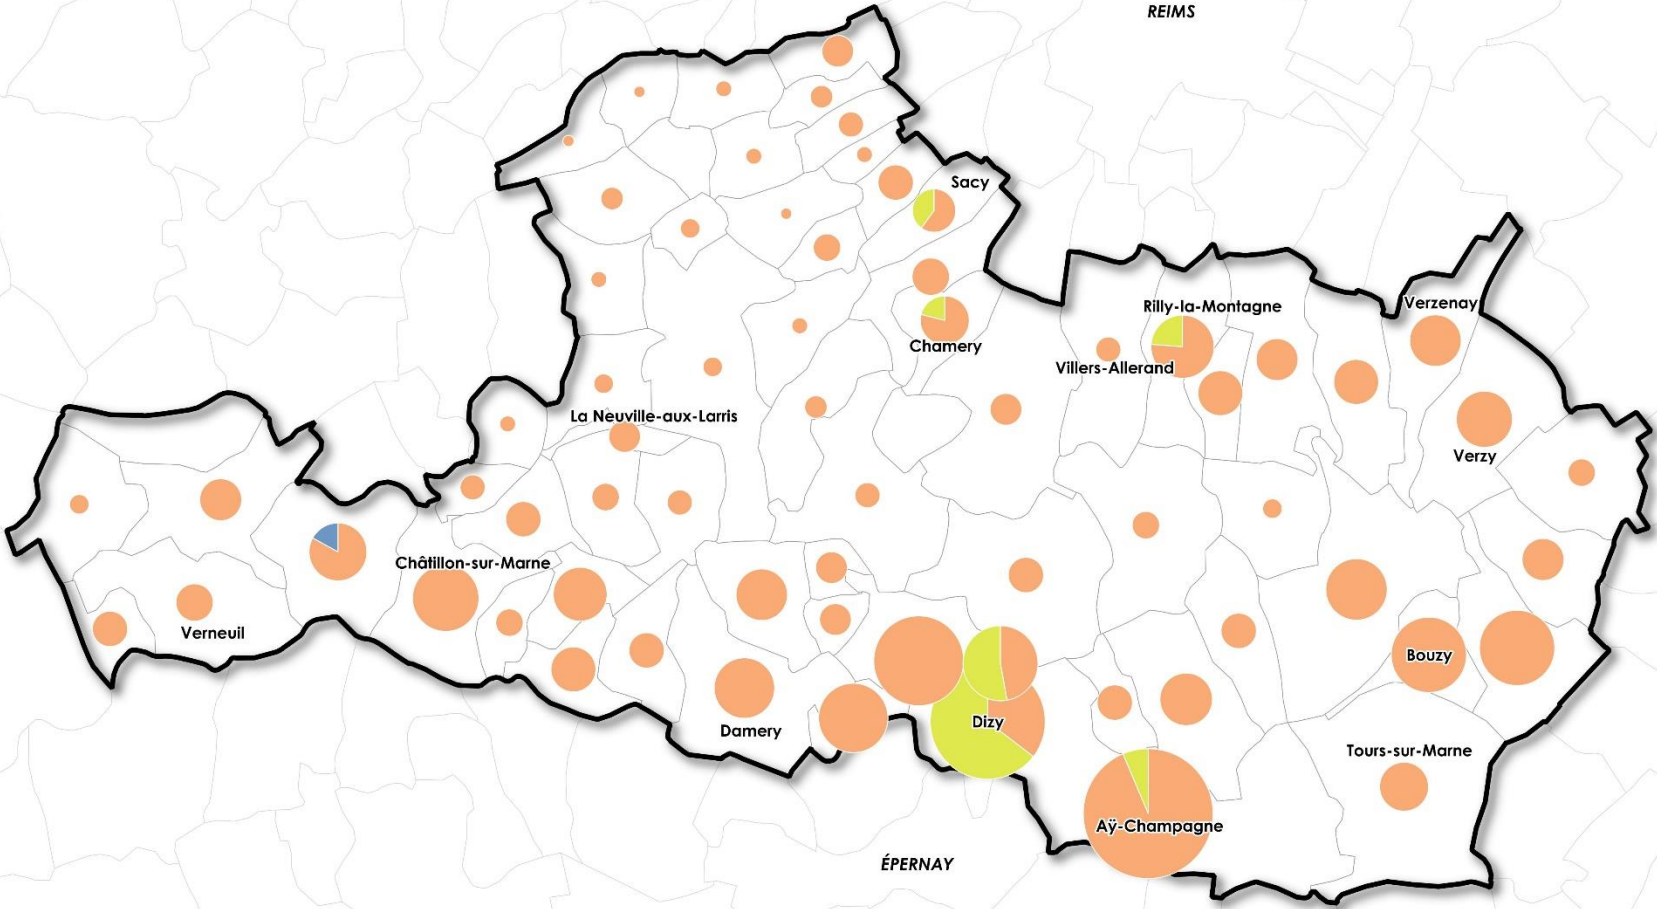 REIMS
Sacy
Rilly-la-Montagne
Verzenay
Chamery
Villers-Allerand
La Neuville-aux-Larris
Verzy
Châtillon-sur-Marne
Verneuil
Bouzy
Dizy
Damery
Tours-sur-Marne
Aÿ-Champagne
ÉPERNAY